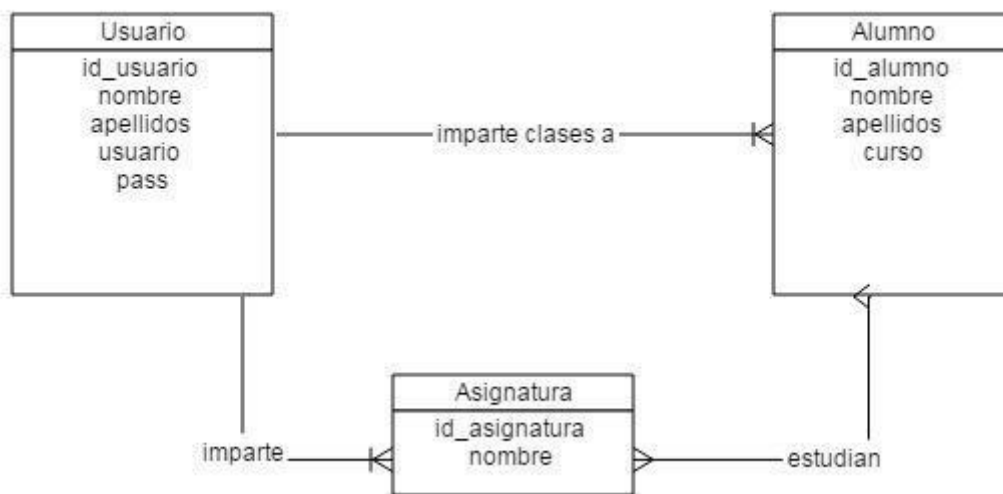 Usuario
id_usuario
nombre
apellidos
usuario
pass
imparte clases a
Alumno
id_alumno
nombre
apellidos
curso
imparte
Asignatura
id_asignatura
nombre
estudian